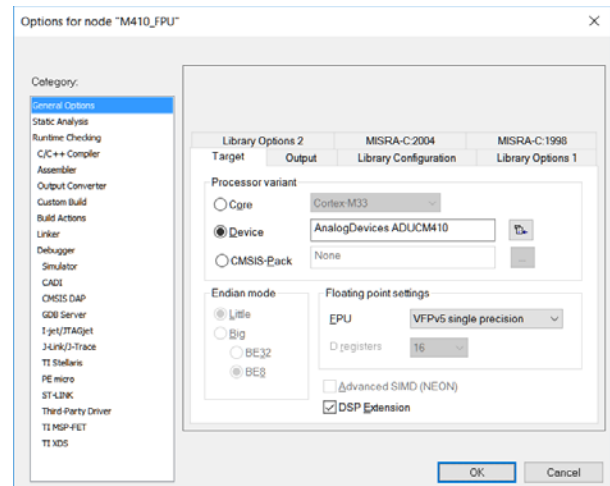 Options for node "M410_FPU"
Category:
General Options
Static Analysis
Runtime Checking
C/C++ Compiler
Assembler
Output Converter
Custom Build
Build Actions
Linker
Debugger
Simulator
CADI
CMSIS DAP
GDB Server
I-jet/JTAGjet
J-Link/J-Trace
TI Stellaris
PE micro
ST-LINK
Third-Party Driver
TI MSP-FET
TI XDS
Library Options 2 MISRA-C:2004 MISRA-C:1998
Target Output Library Configuration Library Options 1
Processor variant
Core Cortex-M33
Device AnalogDevices ADUCM410
CMSIS-Pack None ...
Endian mode
Little
Big
BE32
BE8
Floating point settings
FPU VFPv5 single precision
D registers 16
Advanced SIMD (NEON)
DSP Extension
OK Cancel